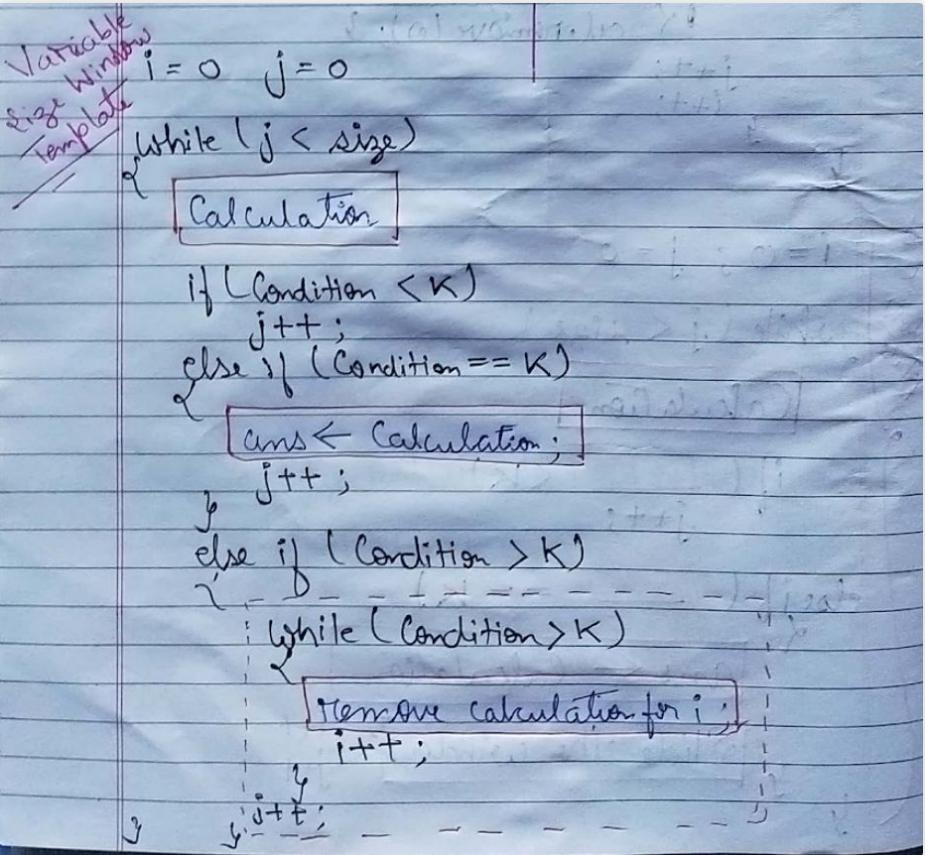 Variable
Size Window
Template
i = 0 j = 0
while (j < size)
{
Calculation
if (Condition < K)
j++ ;
else if (Condition == K)
{
ans ← Calculation ;
j++ ;
}
else if (Condition > K)
{
while (Condition > K)
{
remove calculation for i ;
i++ ;
}
j++ ;
}
}